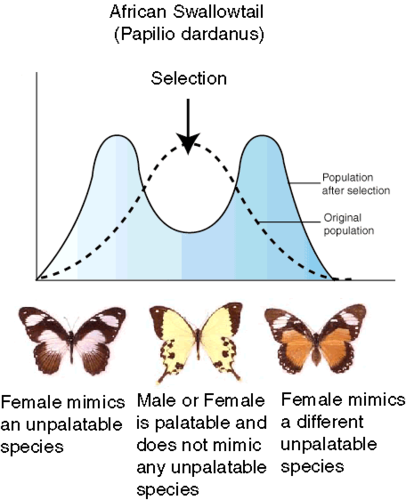 African Swallowtail
(Papilio dardanus)
Selection
Population
after selection
Original
population
Female mimics
an unpalatable
species
Male or Female
is palatable and
does not mimic
any unpalatable
species
Female mimics
a different
unpalatable
species